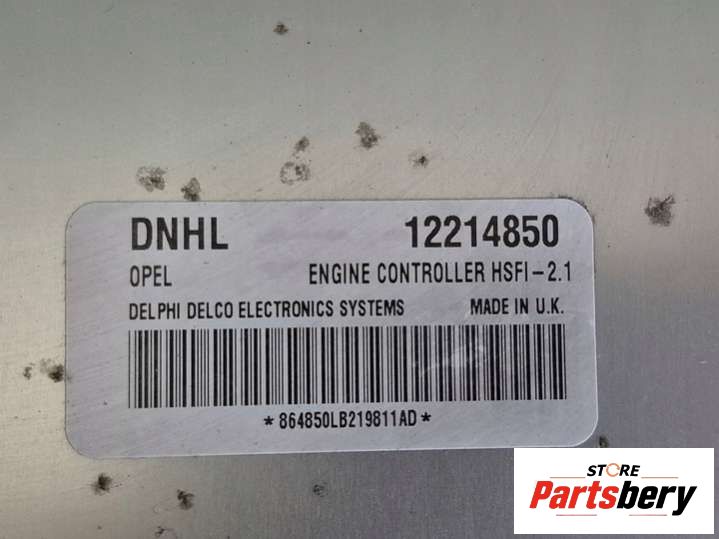 DNHL 12214850
OPEL ENGINE CONTROLLER HSFI-2.1
DELPHI DELCO ELECTRONICS SYSTEMS MADE IN U.K.
*864850LB219811AD*
STORE
Partsbery